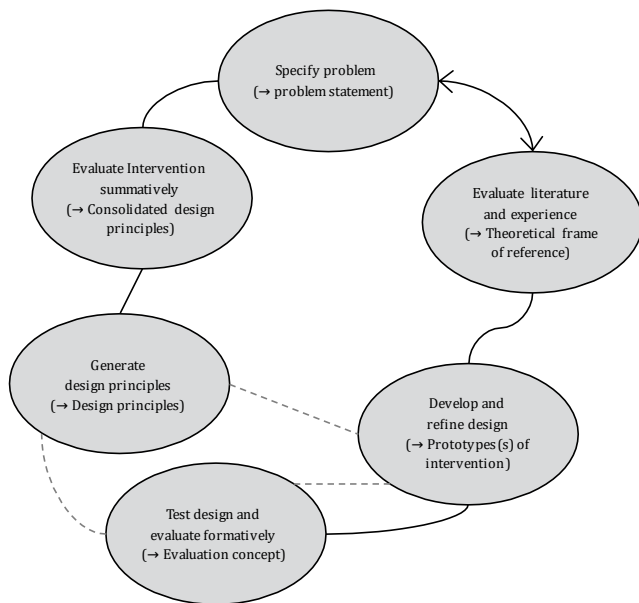 Specify problem
(→ problem statement)
Evaluate literature
and experience
(→ Theoretical frame
of reference)
Develop and
refine design
(→ Prototypes(s) of
intervention)
Test design and
evaluate formatively
(→ Evaluation concept)
Generate
design principles
(→ Design principles)
Evaluate Intervention
summatively
(→ Consolidated design
principles)